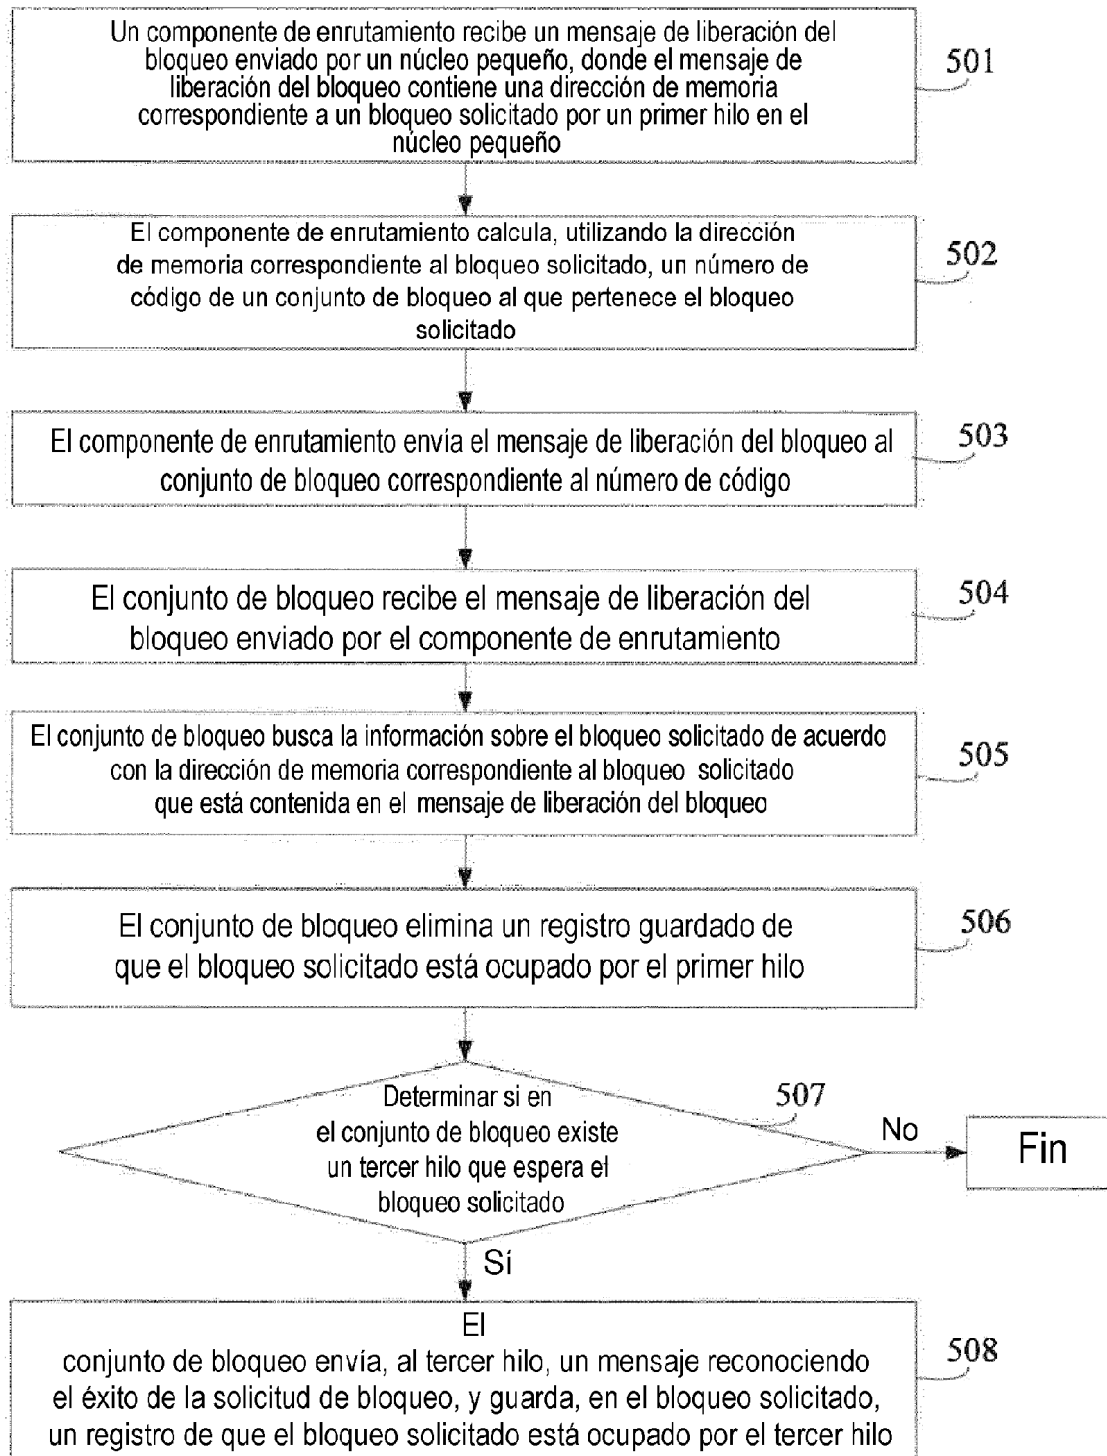 Un componente de enrutamiento recibe un mensaje de liberación del
bloqueo enviado por un núcleo pequeño, donde el mensaje de
liberación del bloqueo contiene una dirección de memoria
correspondiente a un bloqueo solicitado por un primer hilo en el
núcleo pequeño
501
El componente de enrutamiento calcula, utilizando la dirección
de memoria correspondiente al bloqueo solicitado, un número de
código de un conjunto de bloqueo al que pertenece el bloqueo
solicitado
502
El componente de enrutamiento envía el mensaje de liberación del bloqueo al
conjunto de bloqueo correspondiente al número de código
503
El conjunto de bloqueo recibe el mensaje de liberación del
bloqueo enviado por el componente de enrutamiento
504
El conjunto de bloqueo busca la información sobre el bloqueo solicitado de acuerdo
con la dirección de memoria correspondiente al bloqueo solicitado
que está contenida en el mensaje de liberación del bloqueo
505
El conjunto de bloqueo elimina un registro guardado de
que el bloqueo solicitado está ocupado por el primer hilo
506
Determinar si en
el conjunto de bloqueo existe
un tercer hilo que espera el
bloqueo solicitado
507
No
Fin
Sí
El
conjunto de bloqueo envía, al tercer hilo, un mensaje reconociendo
el éxito de la solicitud de bloqueo, y guarda, en el bloqueo solicitado,
un registro de que el bloqueo solicitado está ocupado por el tercer hilo
508